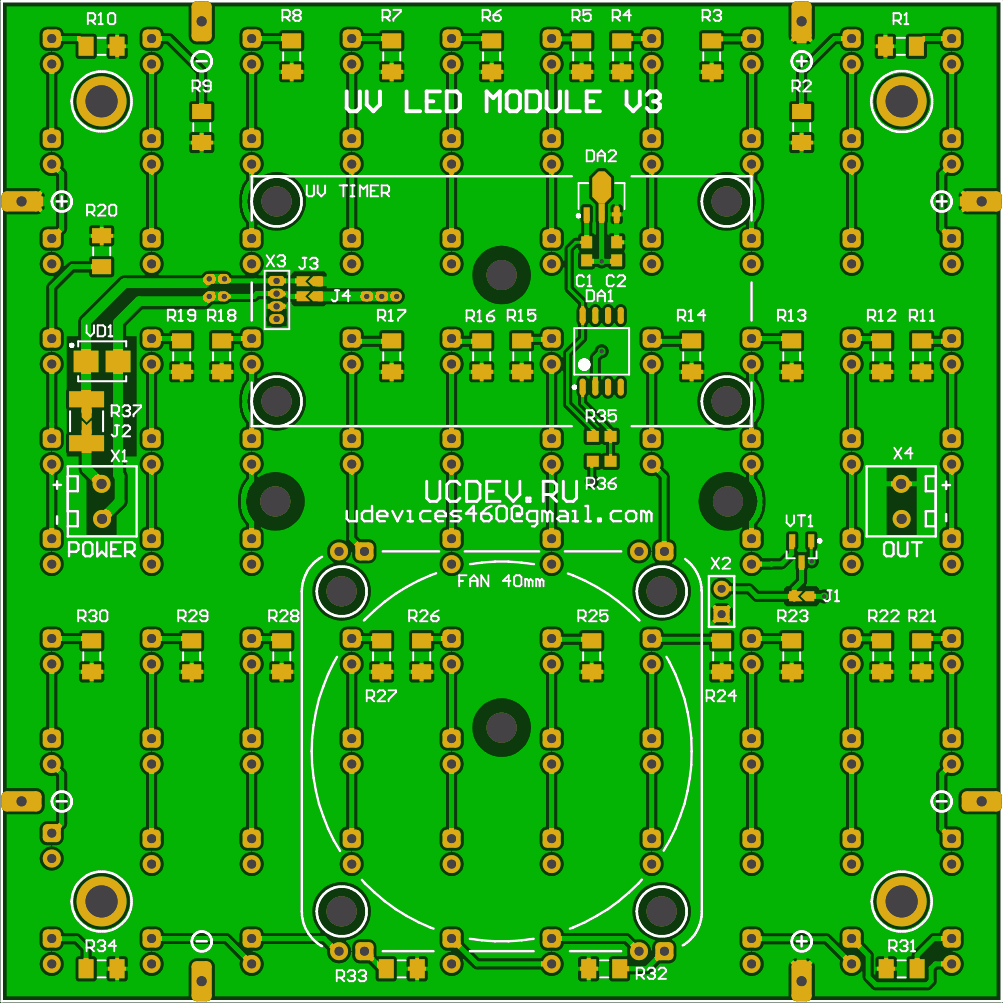 R10 R8 R7 R6 R5 R4 R3 R1
R9 R2
UV LED MODULE V3
DA2
UV TIMER
R20
X3 J3
C1 C2
J4 DA1
R19 R18 R17 R16 R15 R14 R13 R12 R11
VD1
R37
J2
R35
X1 X4
R36
+ UCDEV.RU +
- udevices460@gmail.com -
VT1
POWER OUT
X2
FAN 40mm
J1
R30 R29 R28 R26 R25 R23 R22 R21
R27 R24
R34 R33 R32 R31